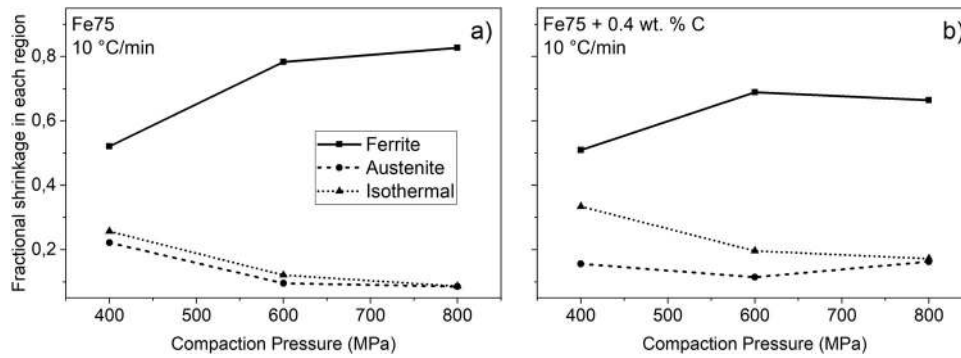 Fe75
10 °C/min
a)
Fractional shrinkage in each region
0,8
0,6
0,4
0,2
Ferrite
Austenite
Isothermal
400
500
600
700
800
Compaction Pressure (MPa)
Fe75 + 0.4 wt. % C
10 °C/min
b)
400
500
600
700
800
Compaction Pressure (MPa)